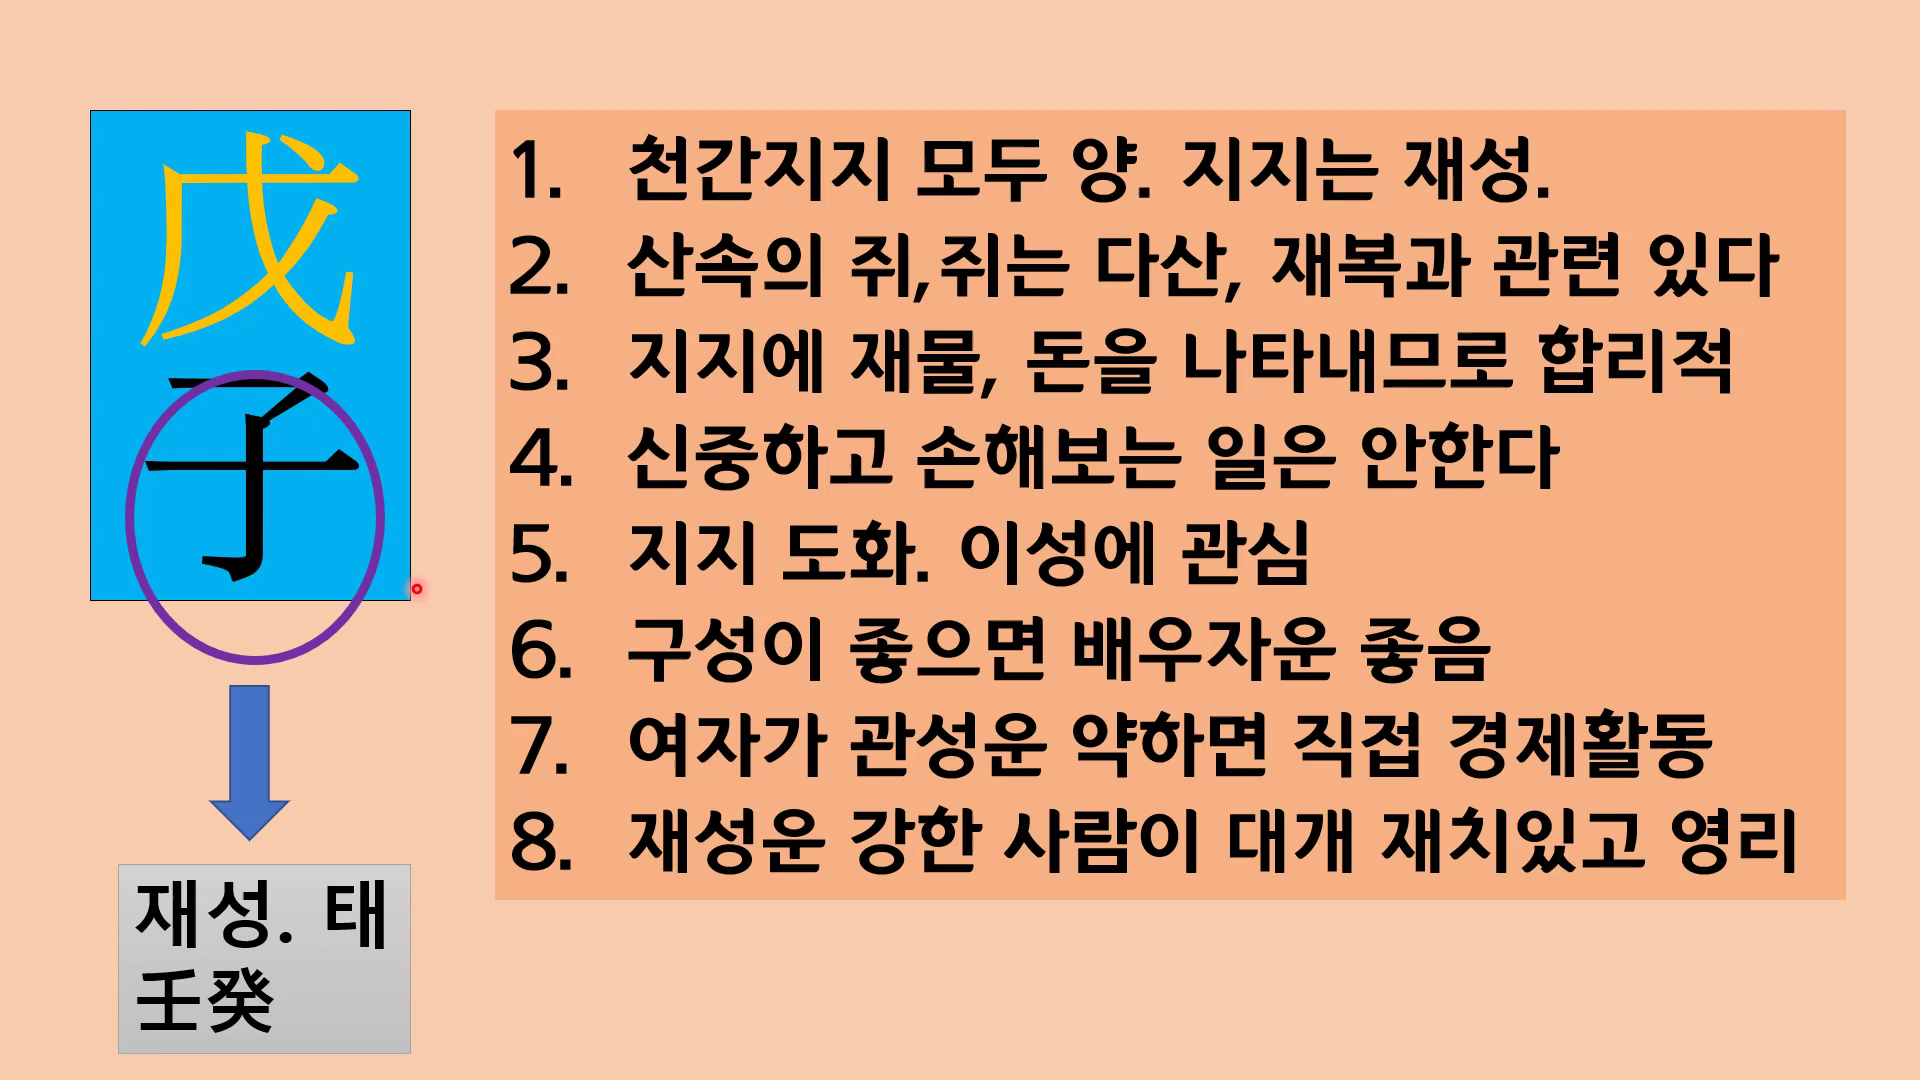 戊
子
재성. 태
壬癸
1. 천간지지 모두 양. 지지는 재성.
2. 산속의 쥐,쥐는 다산, 재복과 관련 있다
3. 지지에 재물, 돈을 나타내므로 합리적
4. 신중하고 손해보는 일은 안한다
5. 지지 도화. 이성에 관심
6. 구성이 좋으면 배우자운 좋음
7. 여자가 관성운 약하면 직접 경제활동
8. 재성운 강한 사람이 대개 재치있고 영리